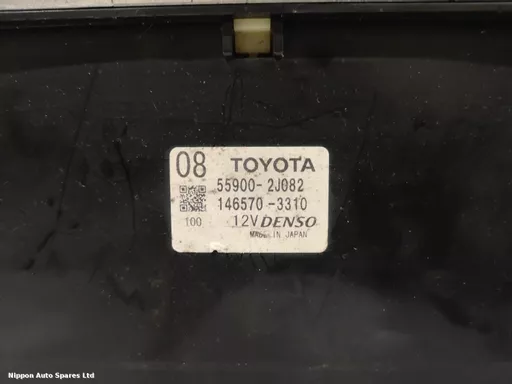 08 TOYOTA
55900-2J082
146570-3310
100 12V DENSO
MADE IN JAPAN
Nippon Auto Spares Ltd